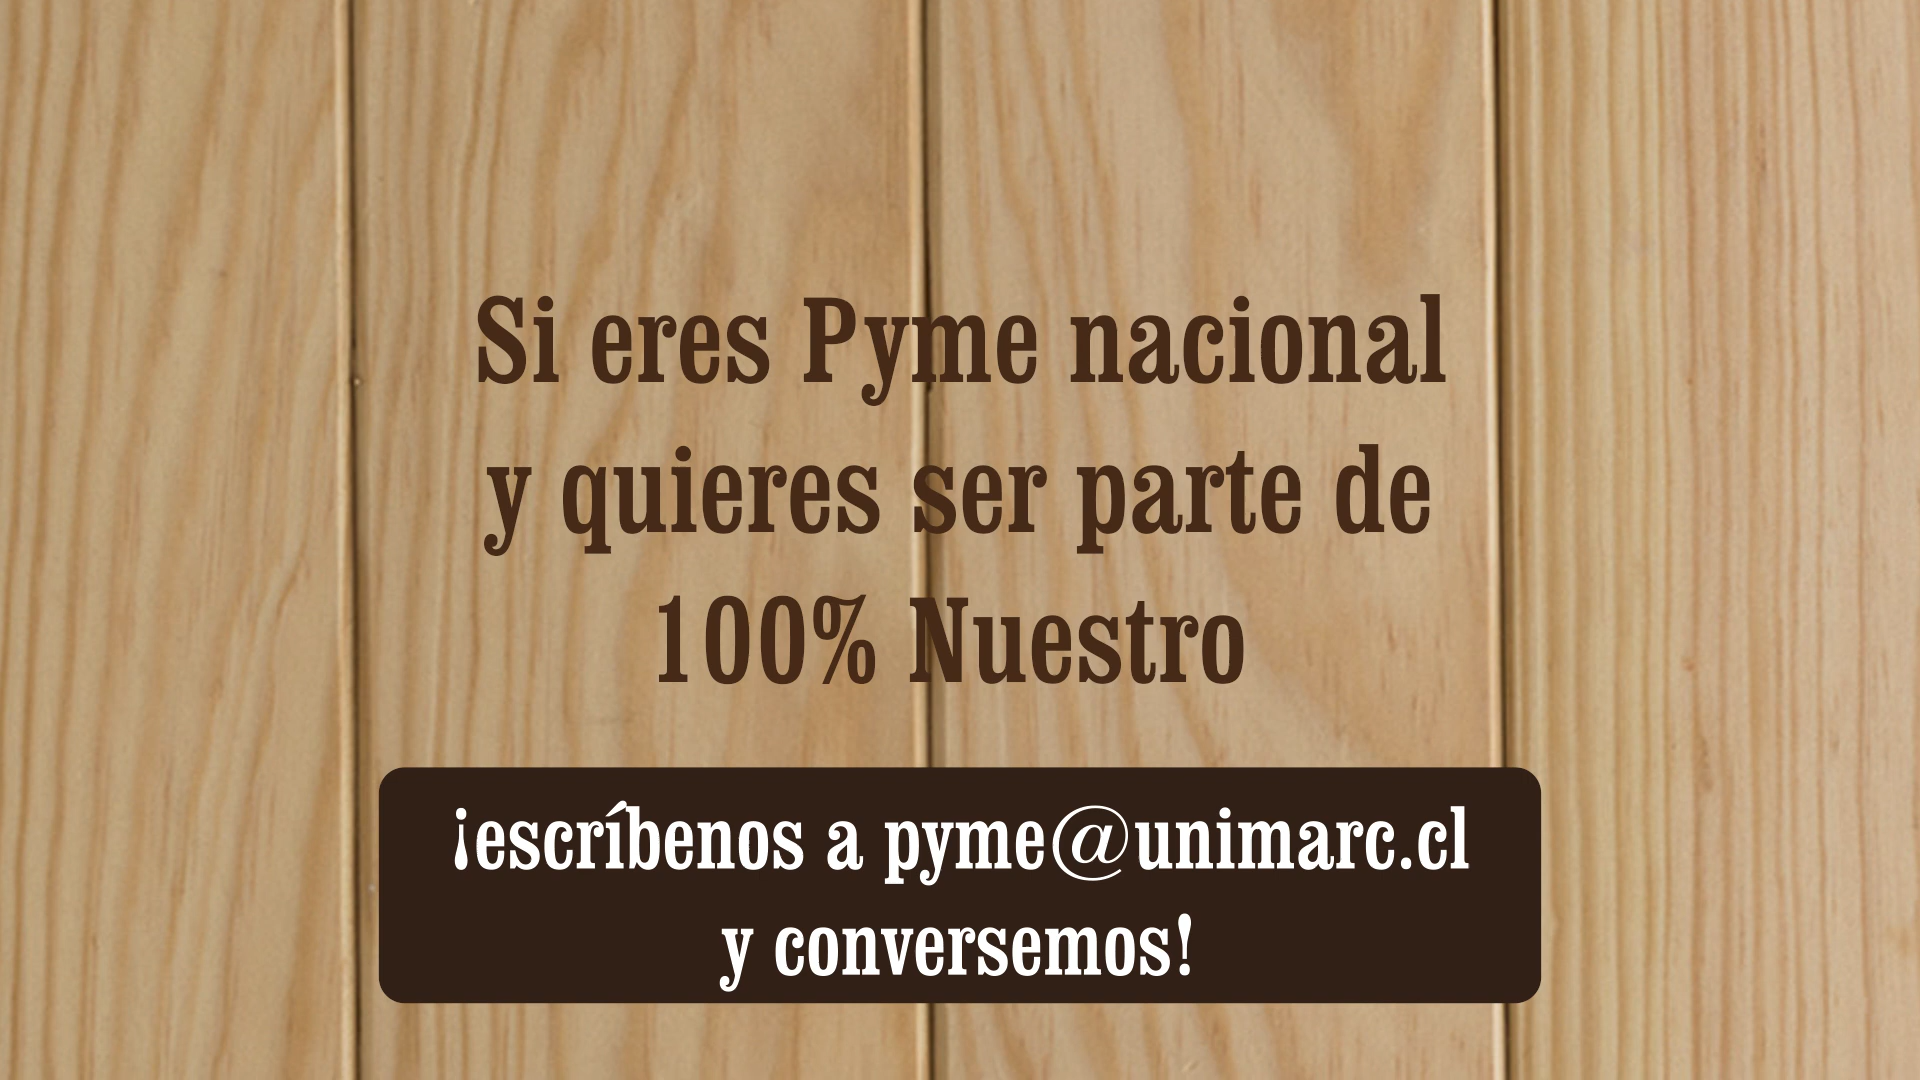 Si eres Pyme nacional
y quieres ser parte de
100% Nuestro
¡escríbenos a pyme@unimarc.cl
y conversemos!